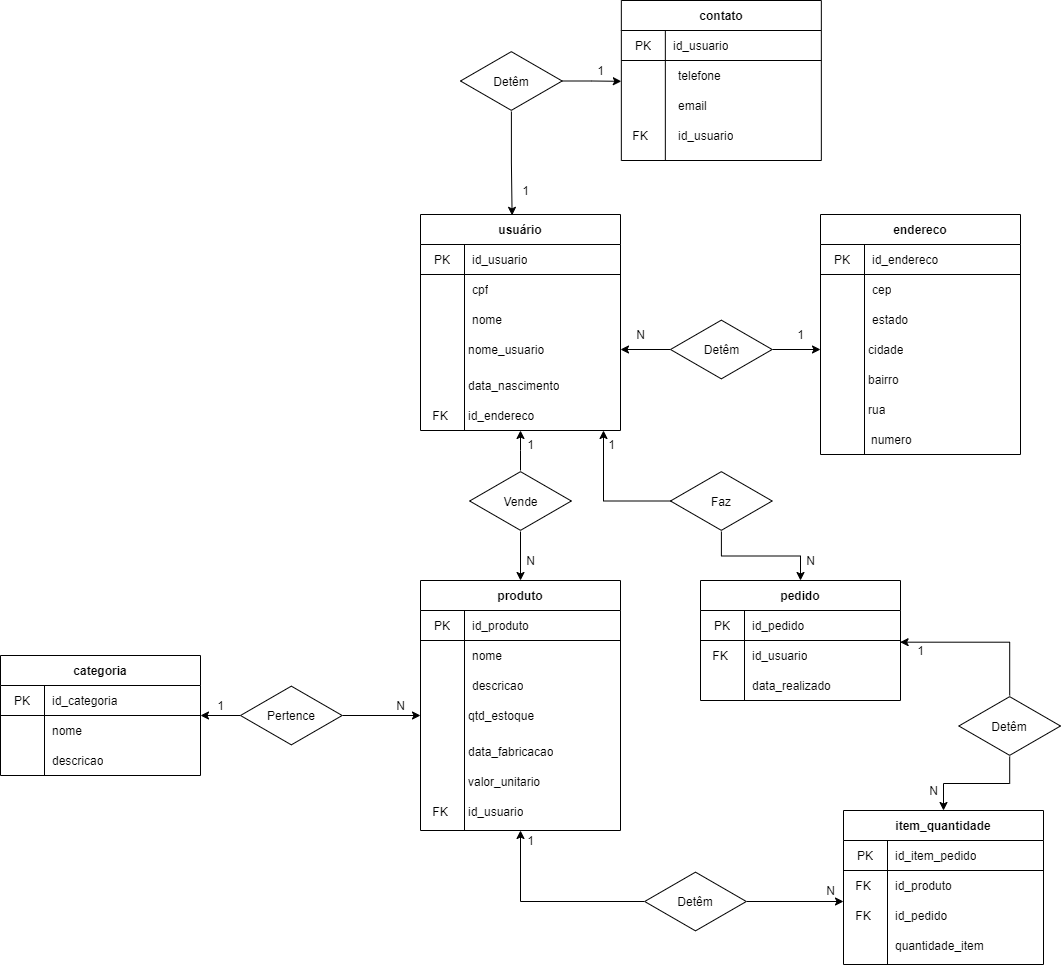 contato
PK id_usuario
telefone
email
FK id_usuario
Detêm
1
1
usuário
PK id_usuario
cpf
nome
nome_usuario
data_nascimento
FK id_endereco
N
Detêm
1
endereco
PK id_endereco
cep
estado
cidade
bairro
rua
numero
1
Vende
N
1
Faz
N
produto
PK id_produto
nome
descricao
qtd_estoque
data_fabricacao
valor_unitario
FK id_usuario
pedido
PK id_pedido
FK id_usuario
data_realizado
categoria
PK id_categoria
nome
descricao
1
Pertence
N
1
Detêm
N
item_quantidade
PK id_item_pedido
FK id_produto
FK id_pedido
quantidade_item
1
Detêm
N